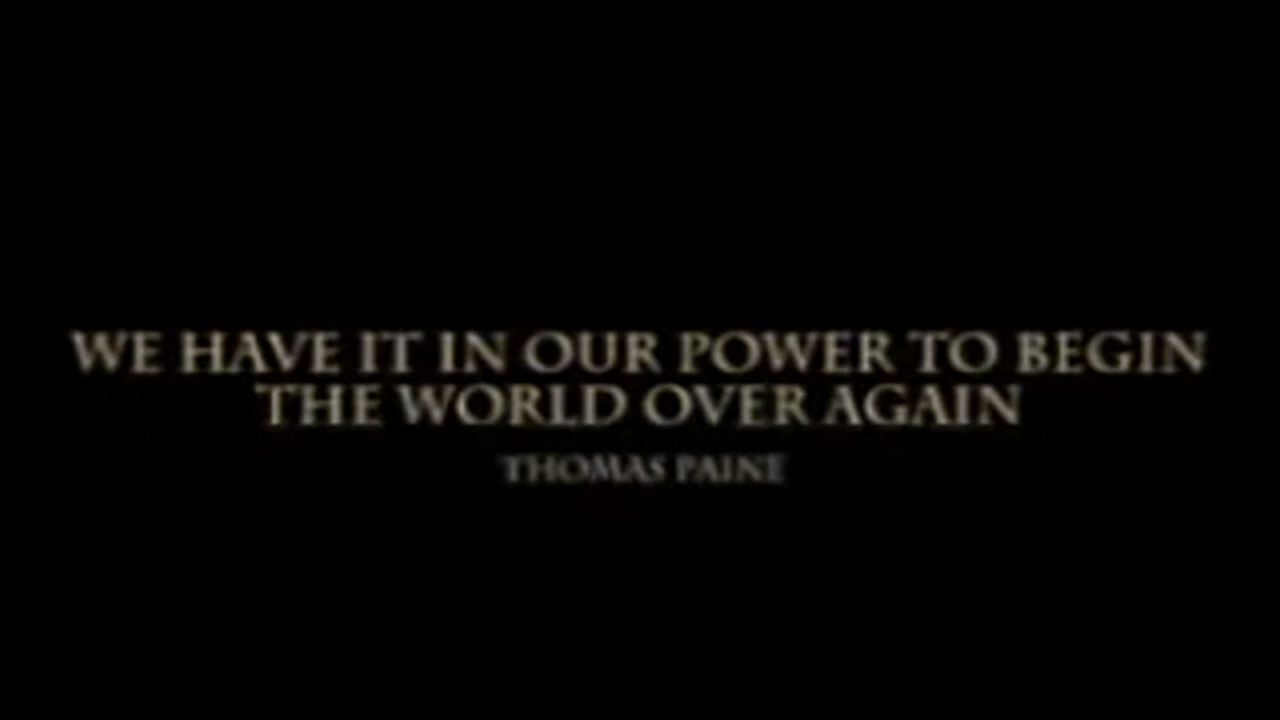 WE HAVE IT IN OUR POWER TO BEGIN
THE WORLD OVER AGAIN
THOMAS PAINE